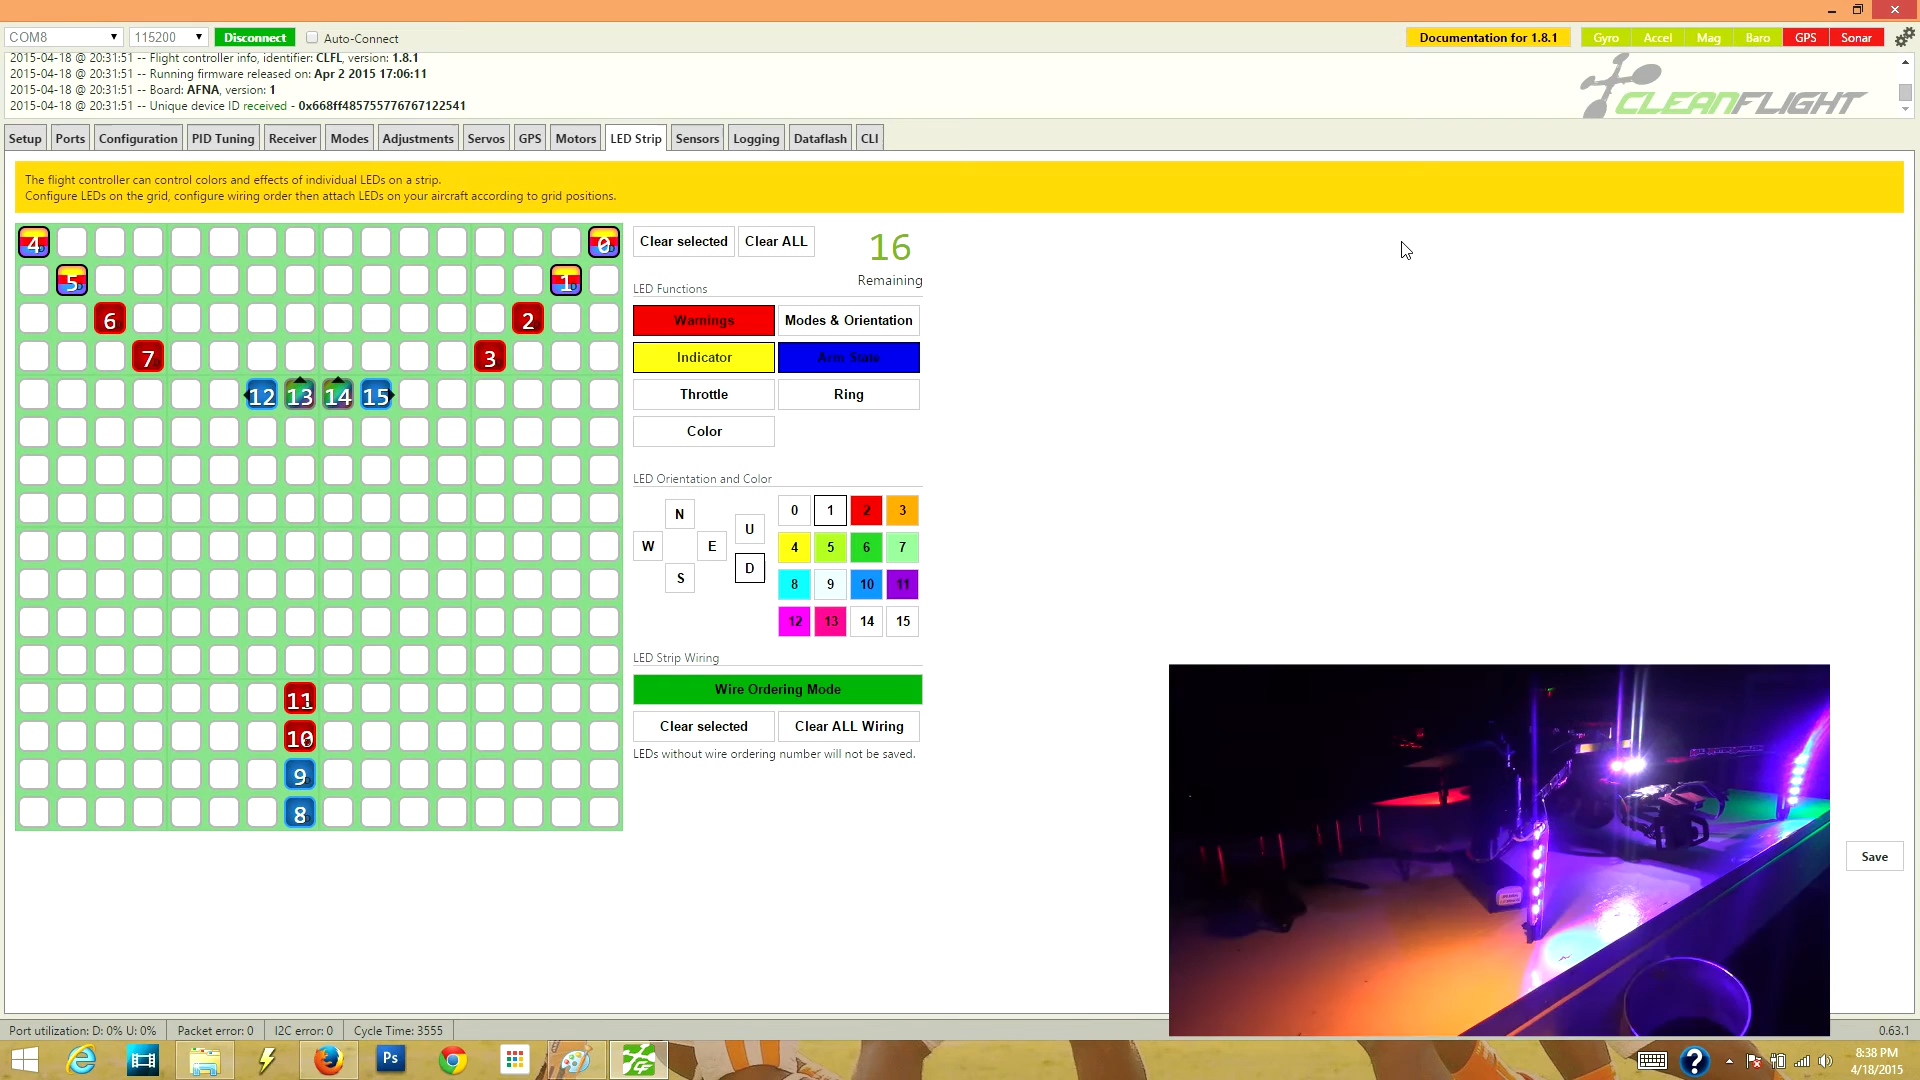 COM8
115200
Disconnect
Auto-Connect
Documentation for 1.8.1
Gyro
Accel
Mag
Baro
GPS
Sonar
2015-04-18 @ 20:31:51 -- Flight controller info, identifier: CLFL, version: 1.8.1
2015-04-18 @ 20:31:51 -- Running firmware released on: Apr 2 2015 17:06:11
2015-04-18 @ 20:31:51 -- Board: AFNA, version: 1
2015-04-18 @ 20:31:51 -- Unique device ID received - 0x668ff485755776767122541
CLEANFLIGHT
Setup
Ports
Configuration
PID Tuning
Receiver
Modes
Adjustments
Servos
GPS
Motors
LED Strip
Sensors
Logging
Dataflash
CLI
The flight controller can control colors and effects of individual LEDs on a strip.
Configure LEDs on the grid, configure wiring order then attach LEDs on your aircraft according to grid positions.
4
0
5
1
6
2
7
3
12
13
14
15
11
10
9
8
Clear selected
Clear ALL
16
Remaining
LED Functions
Warnings
Modes & Orientation
Indicator
Arm State
Throttle
Ring
Color
LED Orientation and Color
N
W
E
S
U
D
0
1
2
3
4
5
6
7
8
9
10
11
12
13
14
15
LED Strip Wiring
Wire Ordering Mode
Clear selected
Clear ALL Wiring
LEDs without wire ordering number will not be saved.
Save
Port utilization: D: 0% U: 0%
Packet error: 0
I2C error: 0
Cycle Time: 3555
0.63.1
Ps
8:38 PM
4/18/2015